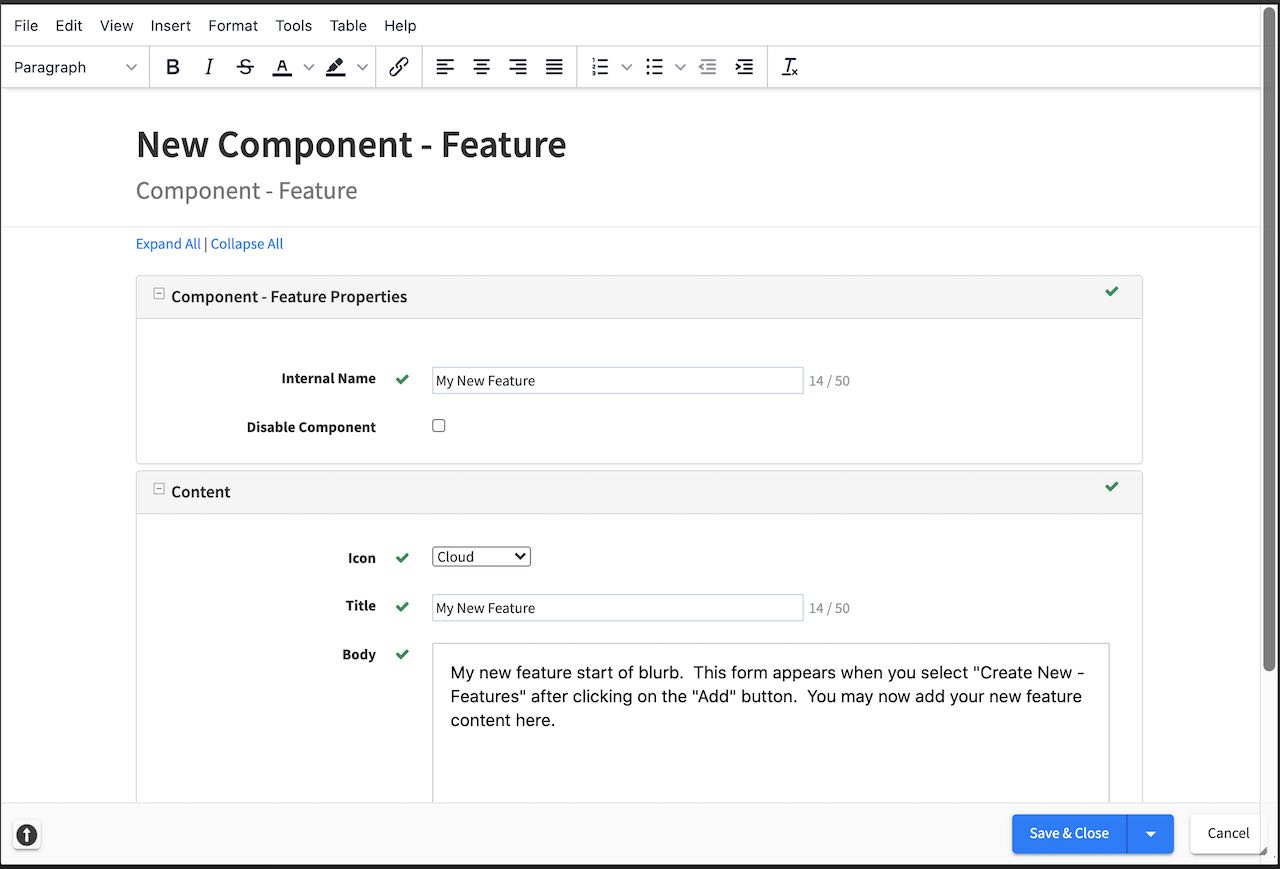 File Edit View Insert Format Tools Table Help
Paragraph B I S A
New Component - Feature
Component - Feature
Expand All | Collapse All
Component - Feature Properties
Internal Name My New Feature 14 / 50
Disable Component
Content
Icon Cloud
Title My New Feature 14 / 50
Body My new feature start of blurb.  This form appears when you select "Create New -
Features" after clicking on the "Add" button.  You may now add your new feature
content here.
Save & Close Cancel